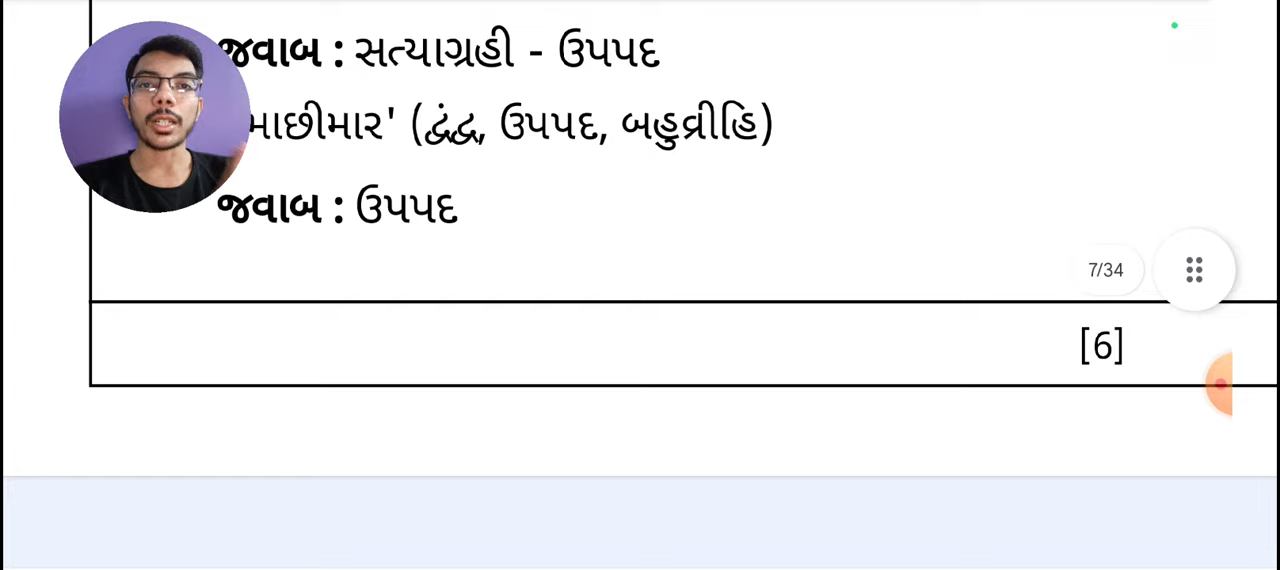 જવાબ : સત્યાગ્રહી - ઉપપદ
માછીમાર' (દ્વંદ્વ, ઉપપદ, બહુવ્રીહિ)
જવાબ : ઉપપદ
7/34
[6]